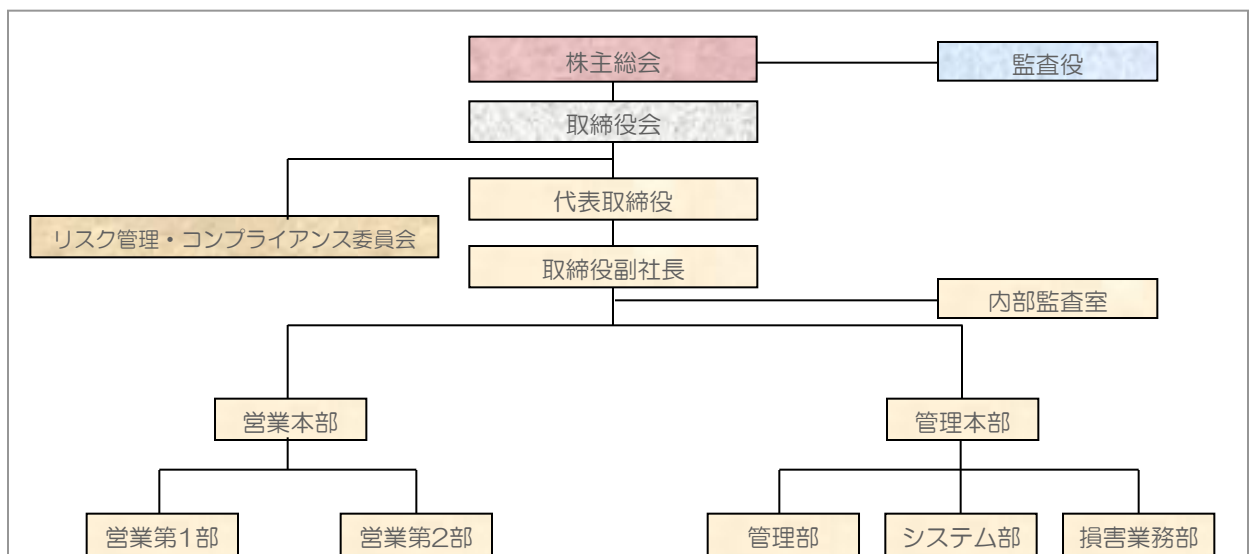 株主総会
監査役
取締役会
代表取締役
リスク管理・コンプライアンス委員会
取締役副社長
内部監査室
営業本部
管理本部
営業第1部
営業第2部
管理部
システム部
損害業務部